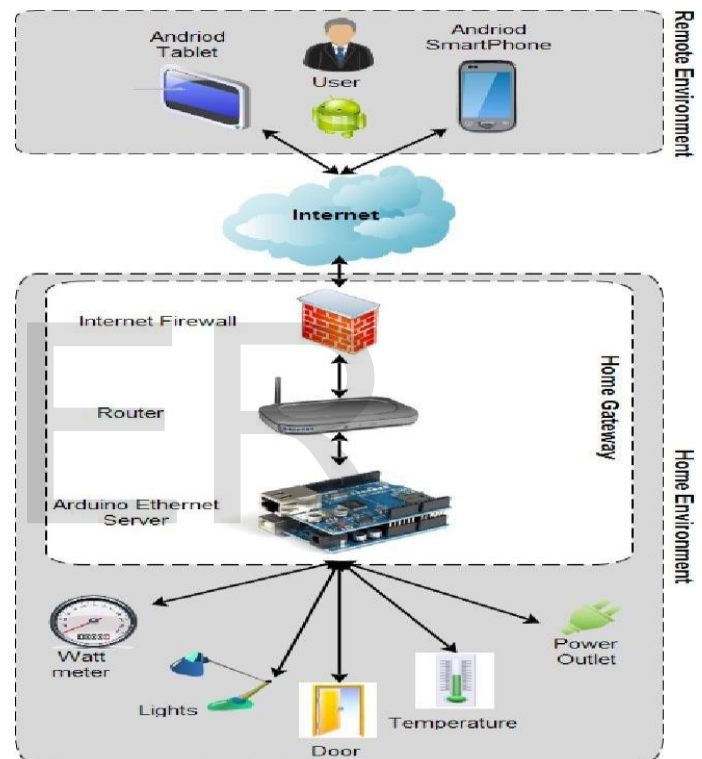 Andriod
Tablet
User
Andriod
SmartPhone
Remote Environment
Internet
Internet Firewall
Router
Arduino Ethernet
Server
Home Gateway
Home Environment
Watt
meter
Lights
Door
Temperature
Power
Outlet
ER